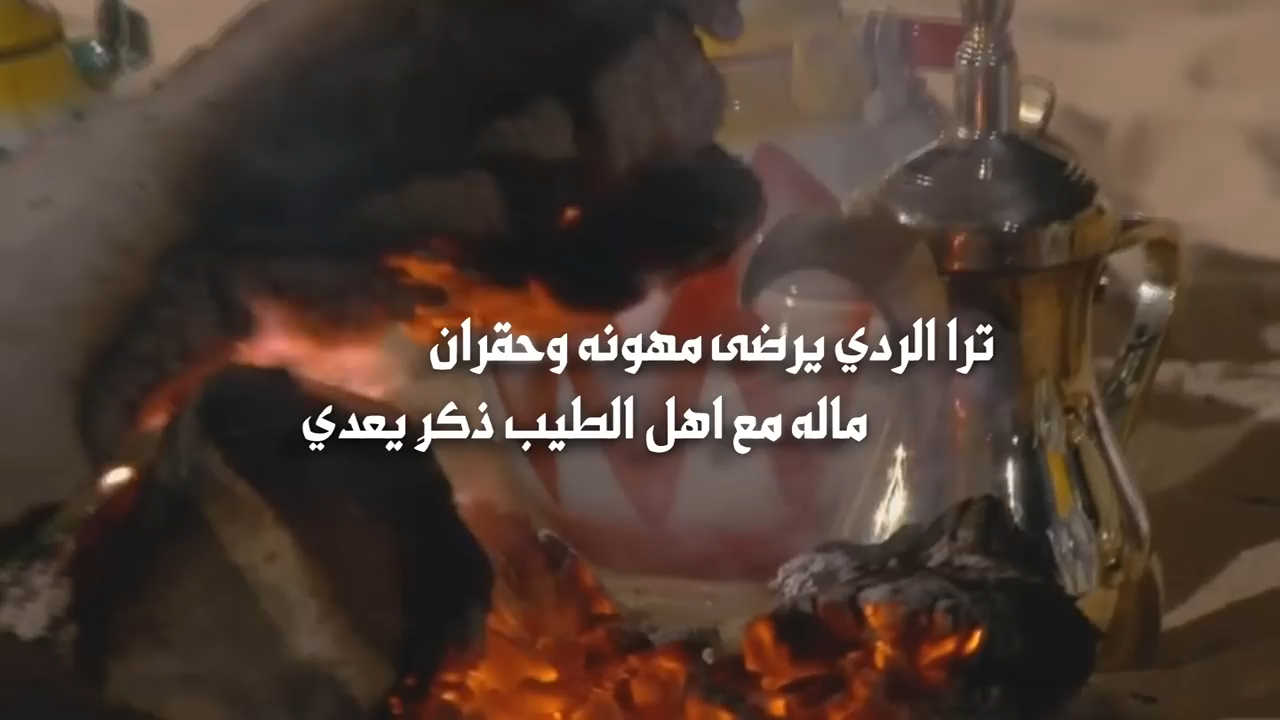 ترا الردي يرضى مهونه وحقران
ماله مع اهل الطيب ذكر يعدي